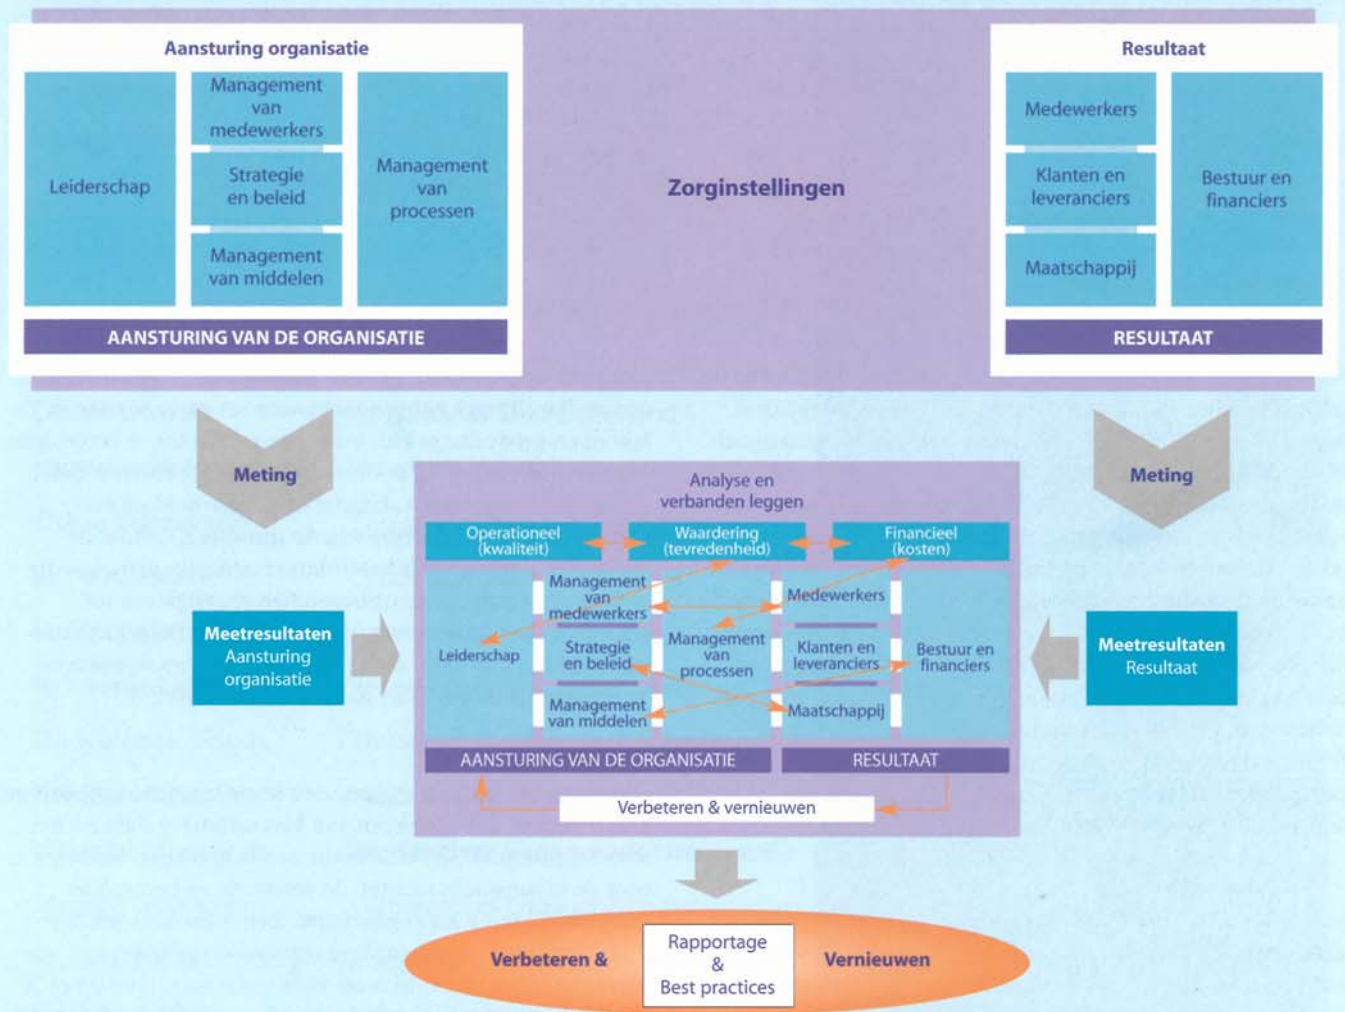 Aansturing organisatie
Leiderschap
Management
van
medewerkers
Strategie
en beleid
Management
van middelen
Management
van
processen
AANSTURING VAN DE ORGANISATIE
Zorginstellingen
Resultaat
Medewerkers
Klanten en
leveranciers
Maatschappij
Bestuur en
financiers
RESULTAAT
Meting
Meting
Meetresultaten
Aansturing
organisatie
Analyse en
verbanden leggen
Operationeel
(kwaliteit)
Waardering
(tevredenheid)
Financieel
(kosten)
Leiderschap
Management
van
medewerkers
Strategie
en beleid
Management
van middelen
Management
van
processen
Medewerkers
Klanten en
leveranciers
Maatschappij
Bestuur en
financiers
AANSTURING VAN DE ORGANISATIE
RESULTAAT
Verbeteren & vernieuwen
Meetresultaten
Resultaat
Verbeteren &
Rapportage
&
Best practices
Vernieuwen